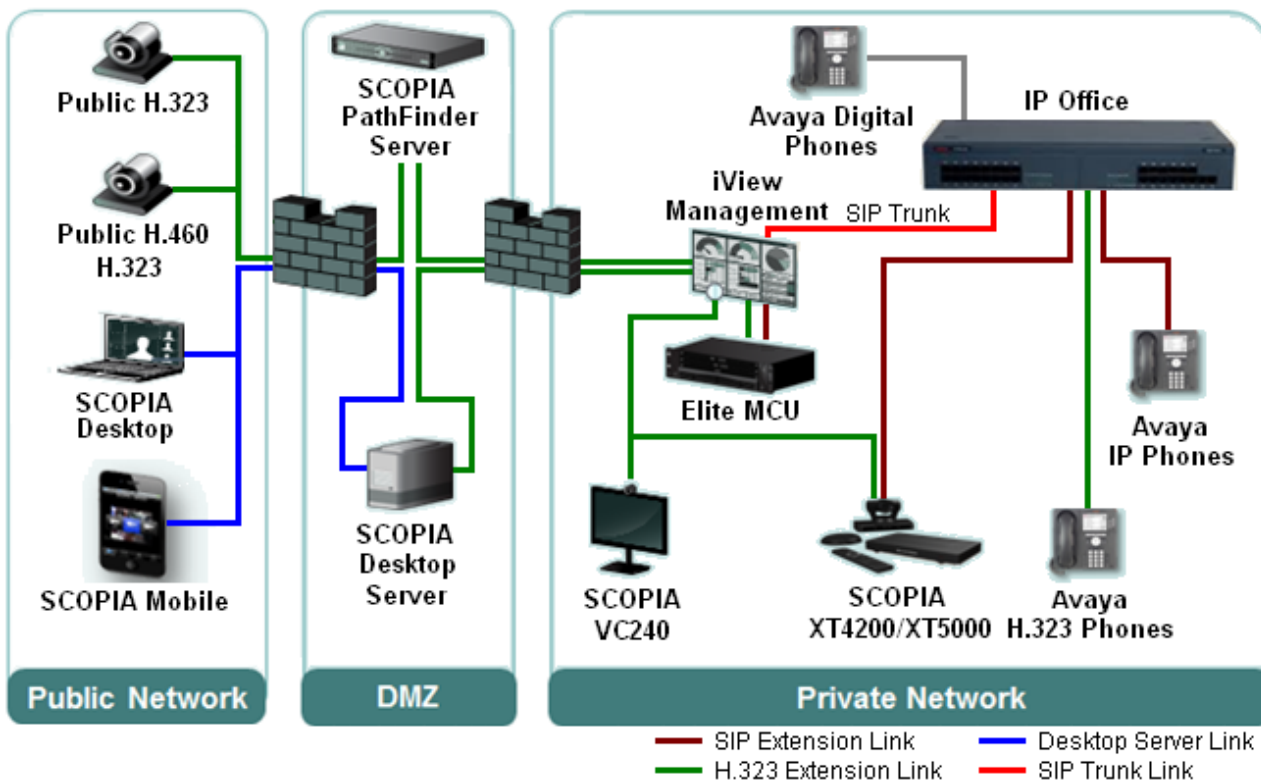 Public H.323
Public H.460
H.323
SCOPIA
Desktop
SCOPIA Mobile
Public Network
SCOPIA
PathFinder
Server
SCOPIA
Desktop
Server
DMZ
Avaya Digital
Phones
IP Office
iView
Management
SIP Trunk
Elite MCU
Avaya
IP Phones
SCOPIA
VC240
SCOPIA
XT4200/XT5000
Avaya
H.323 Phones
Private Network
SIP Extension Link
Desktop Server Link
H.323 Extension Link
SIP Trunk Link